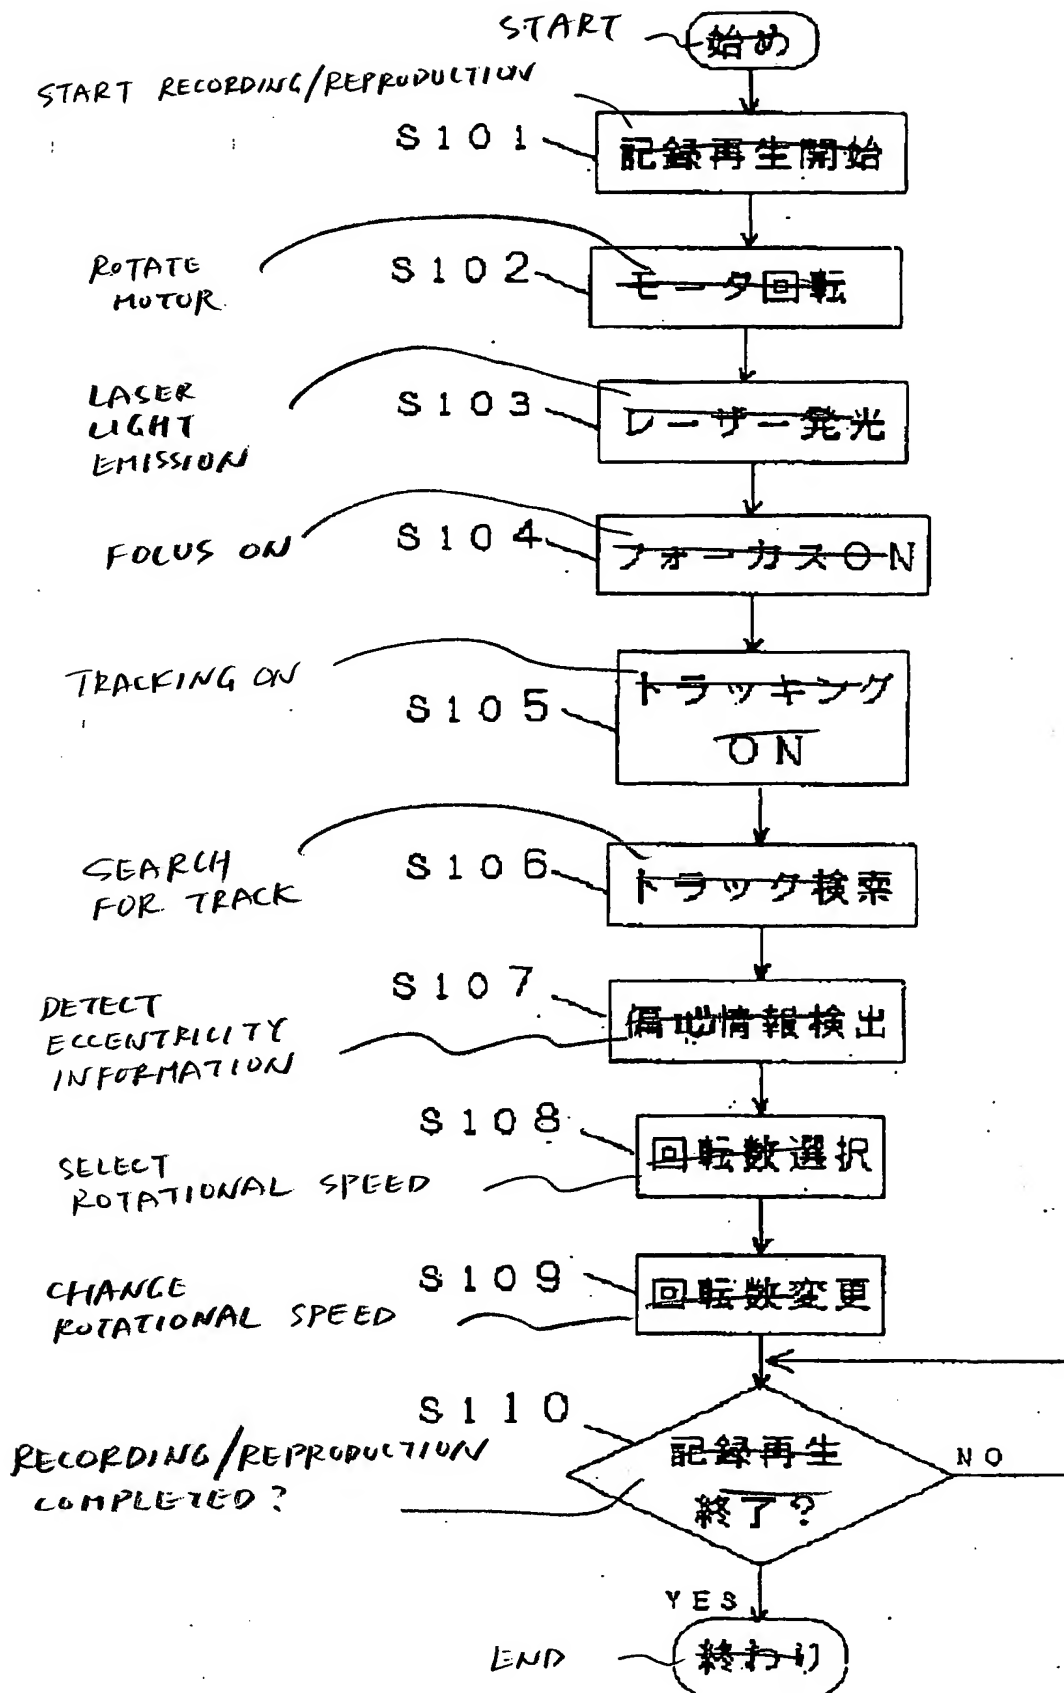 START
始め
START RECORDING/REPRODUCTION
S101
記録再生開始
ROTATE
MOTOR
S102
モータ回転
LASER
LIGHT
EMISSION
S103
レーザー発光
FOCUS ON
S104
フォーカスON
TRACKING ON
S105
トラッキング
ON
SEARCH
FOR TRACK
S106
トラック検索
DETECT
ECCENTRICITY
INFORMATION
S107
偏心情報検出
SELECT
ROTATIONAL SPEED
S108
回転数選択
CHANGE
ROTATIONAL SPEED
S109
回転数変更
RECORDING/REPRODUCTION
COMPLETED?
S110
記録再生
終了?
NO
YES
END
終わり